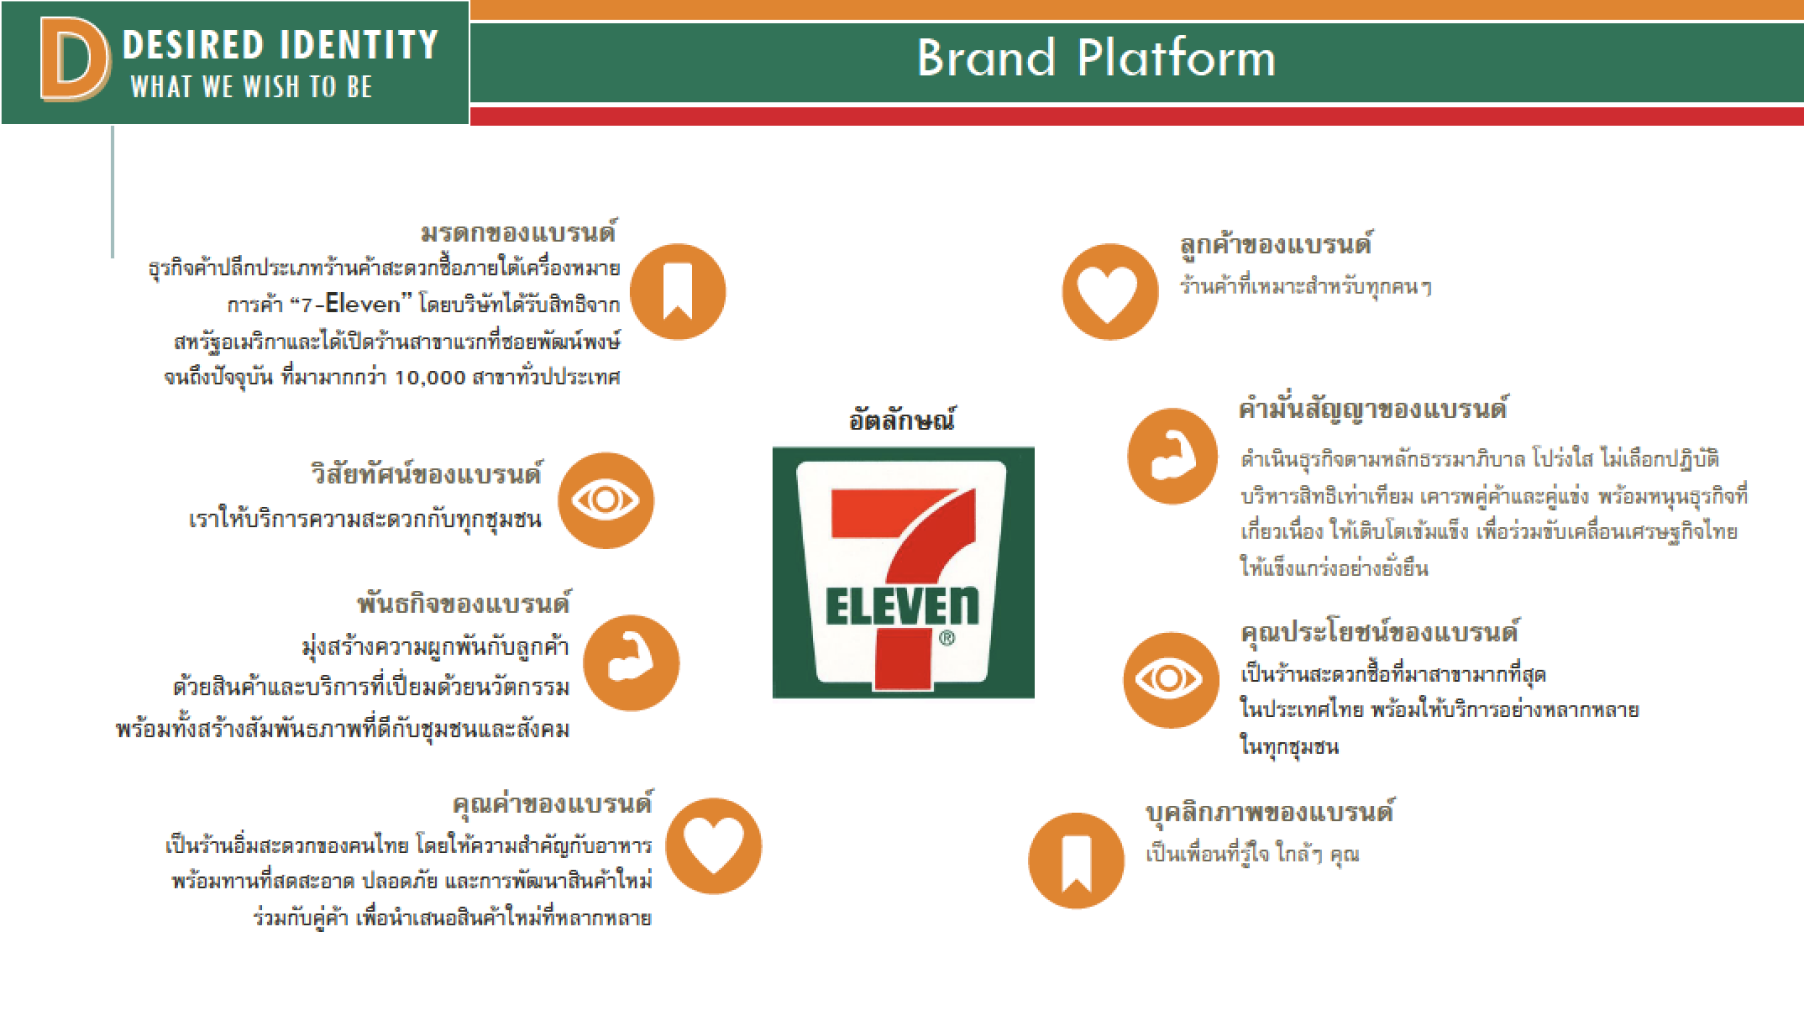 D DESIRED IDENTITY
WHAT WE WISH TO BE
Brand Platform
มรดกของแบรนด์
ธุรกิจค้าปลีกประเภทร้านค้าสะดวกซื้อภายใต้เครื่องหมาย
การค้า “7-Eleven” โดยบริษัทได้รับสิทธิจาก
สหรัฐอเมริกาและได้เปิดร้านสาขาแรกที่ซอยพัฒน์พงษ์
จนถึงปัจจุบัน ที่มามากกว่า 10,000 สาขาทั่วปประเทศ
วิสัยทัศน์ของแบรนด์
เราให้บริการความสะดวกกับทุกชุมชน
พันธกิจของแบรนด์
มุ่งสร้างความผูกพันกับลูกค้า
ด้วยสินค้าและบริการที่เปี่ยมด้วยนวัตกรรม
พร้อมทั้งสร้างสัมพันธภาพที่ดีกับชุมชนและสังคม
คุณค่าของแบรนด์
เป็นร้านอิ่มสะดวกของคนไทย โดยให้ความสำคัญกับอาหาร
พร้อมทานที่สดสะอาด ปลอดภัย และการพัฒนาสินค้าใหม่
ร่วมกับคู่ค้า เพื่อนำเสนอสินค้าใหม่ที่หลากหลาย
อัตลักษณ์
7
ELEVEn
®
ลูกค้าของแบรนด์
ร้านค้าที่เหมาะสำหรับทุกคนๆ
คำมั่นสัญญาของแบรนด์
ดำเนินธุรกิจตามหลักธรรมาภิบาล โปร่งใส ไม่เลือกปฏิบัติ
บริหารสิทธิเท่าเทียม เคารพคู่ค้าและคู่แข่ง พร้อมหนุนธุรกิจที่
เกี่ยวเนื่อง ให้เติบโตเข้มแข็ง เพื่อร่วมขับเคลื่อนเศรษฐกิจไทย
ให้แข็งแกร่งอย่างยั่งยืน
คุณประโยชน์ของแบรนด์
เป็นร้านสะดวกซื้อที่มาสาขามากที่สุด
ในประเทศไทย พร้อมให้บริการอย่างหลากหลาย
ในทุกชุมชน
บุคลิกภาพของแบรนด์
เป็นเพื่อนที่รู้ใจ ใกล้ๆ คุณ